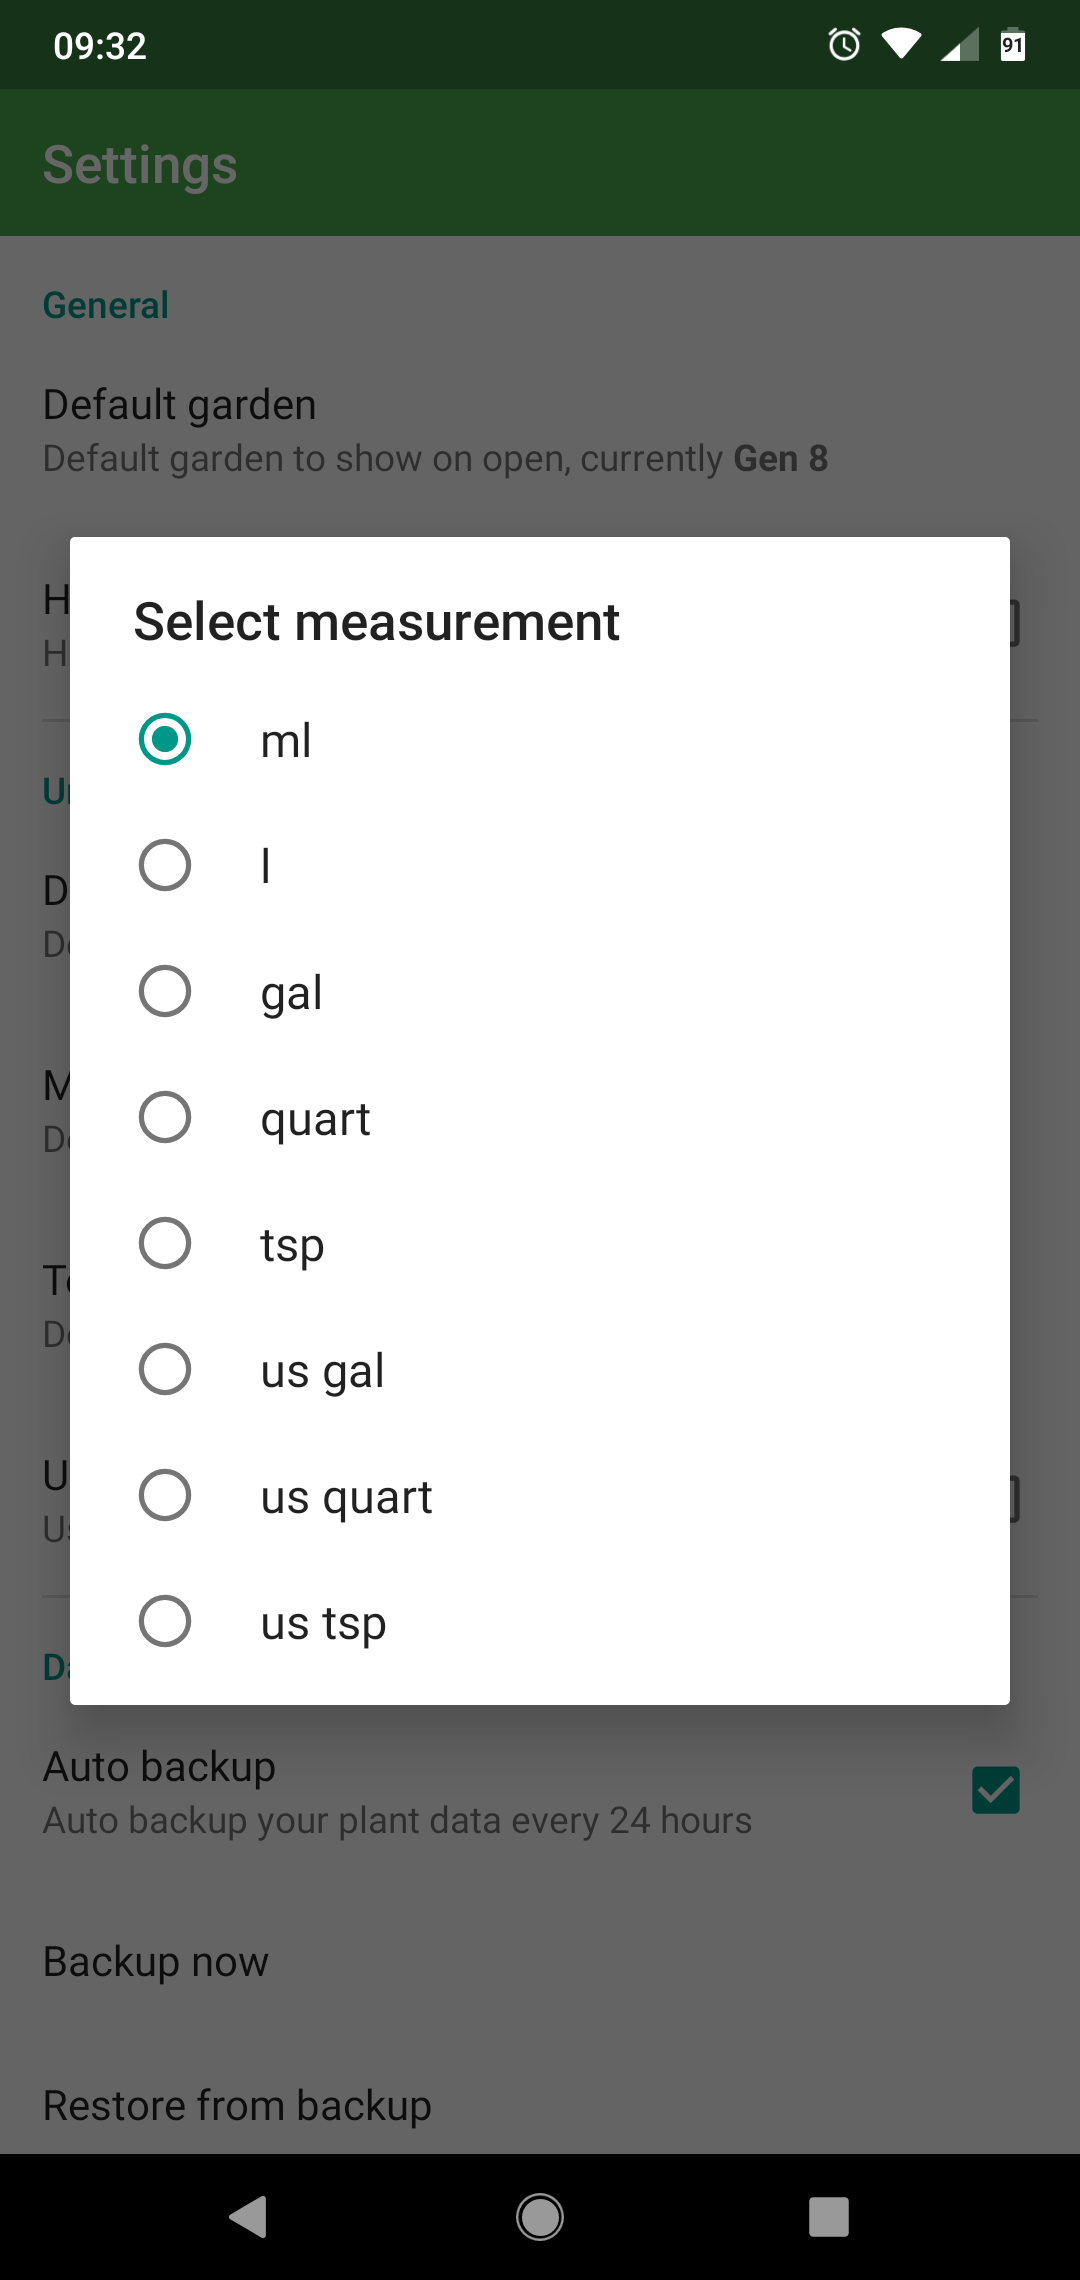 09:32
91
Settings
General
Default garden
Default garden to show on open, currently Gen 8
Select measurement
ml
l
gal
quart
tsp
us gal
us quart
us tsp
Auto backup
Auto backup your plant data every 24 hours
Backup now
Restore from backup